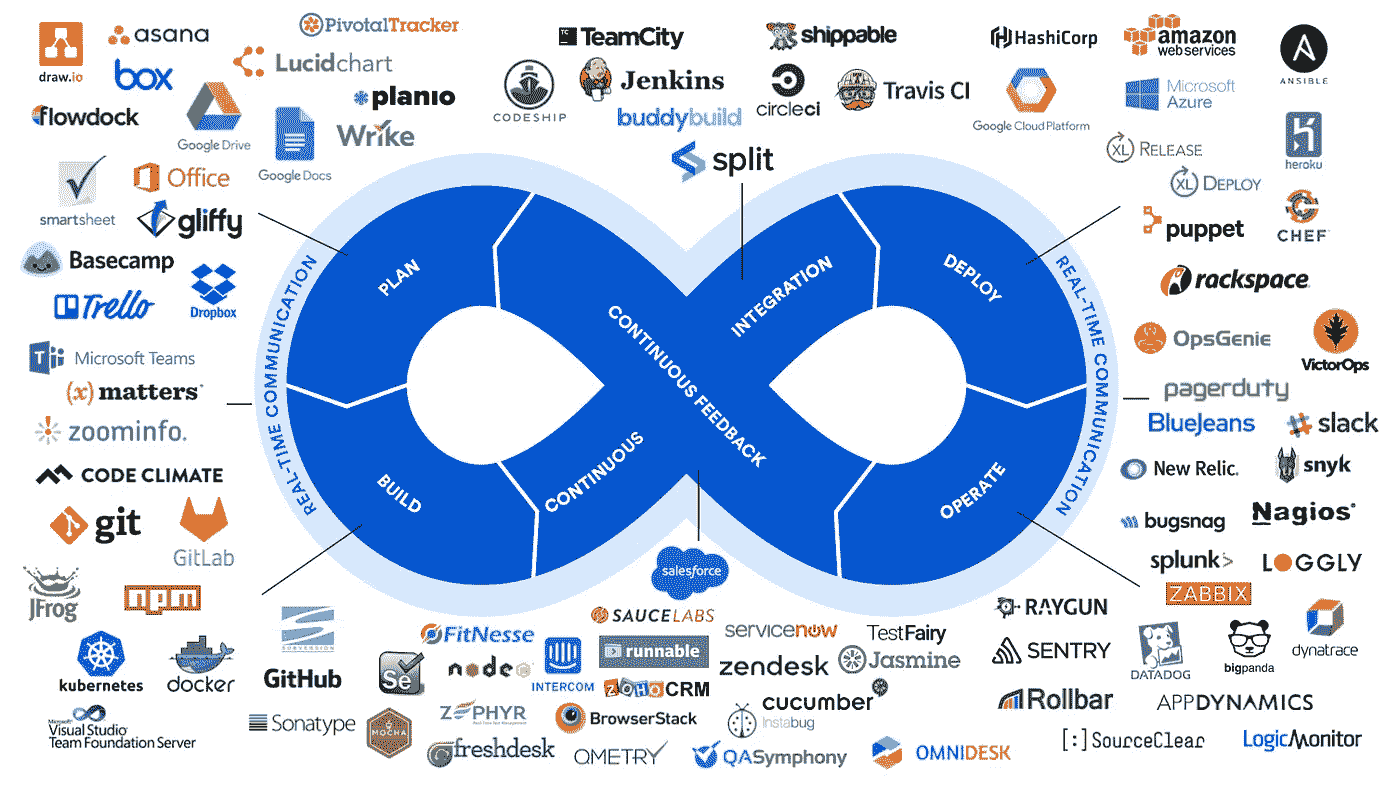 draw.io
asana
PivotalTracker
box
Lucidchart
flowdock
Google Drive
planio
Google Docs
Wrike
smartsheet
Office
gliffy
Basecamp
Trello
Dropbox
Microsoft Teams
(x) matters
zoominfo.
TC
TeamCity
shippable
CODESHIP
Jenkins
buddybuild
circleci
Travis CI
split
HashiCorp
amazon
web services
ANSIBLE
Google Cloud Platform
Microsoft
Azure
XL RELEASE
heroku
XL DEPLOY
puppet
CHEF
rackspace
OpsGenie
VictorOps
pagerduty
BlueJeans
slack
New Relic.
snyk
bugsnag
Nagios
splunk>
LOGGLY
ZABBIX
PLAN
BUILD
CONTINUOUS
INTEGRATION
CONTINUOUS FEEDBACK
DEPLOY
OPERATE
REAL-TIME COMMUNICATION
REAL-TIME COMMUNICATION
CODE CLIMATE
git
GitLab
JFrog
npm
kubernetes
docker
SUBVERSION
GitHub
Microsoft
Visual Studio
Team Foundation Server
Sonatype
MOCHA
salesforce
SAUCELABS
FitNesse
Se
node
INTERCOM
runnable
servicenow
TestFairy
zendesk
Jasmine
ZOHO CRM
ZEPHYR
BrowserStack
cucumber
Instabug
freshdesk
QMETRY
QASymphony
OMNIDESK
RAYGUN
SENTRY
DATADOG
bigpanda
dynatrace
Rollbar
APPDYNAMICS
[:] SourceClear
LogicMonitor